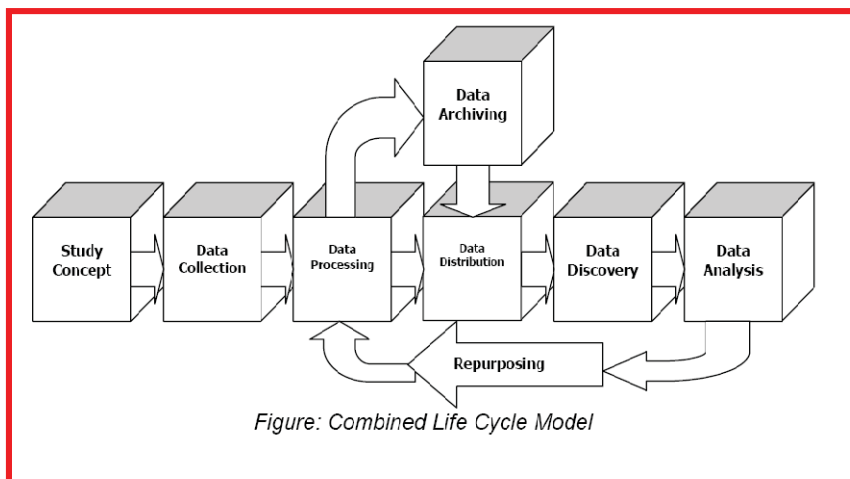 Data
Archiving
Study
Concept
Data
Collection
Data
Processing
Data
Distribution
Data
Discovery
Data
Analysis
Repurposing
Figure: Combined Life Cycle Model